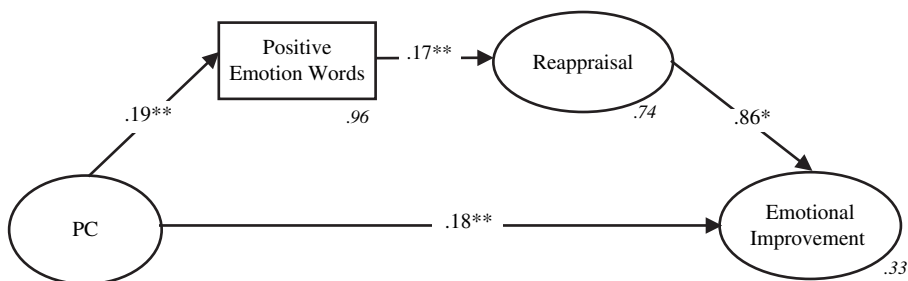 Positive
Emotion Words
.17**
Reappraisal
.96
.74
.19**
.86*
PC
.18**
Emotional
Improvement
.33